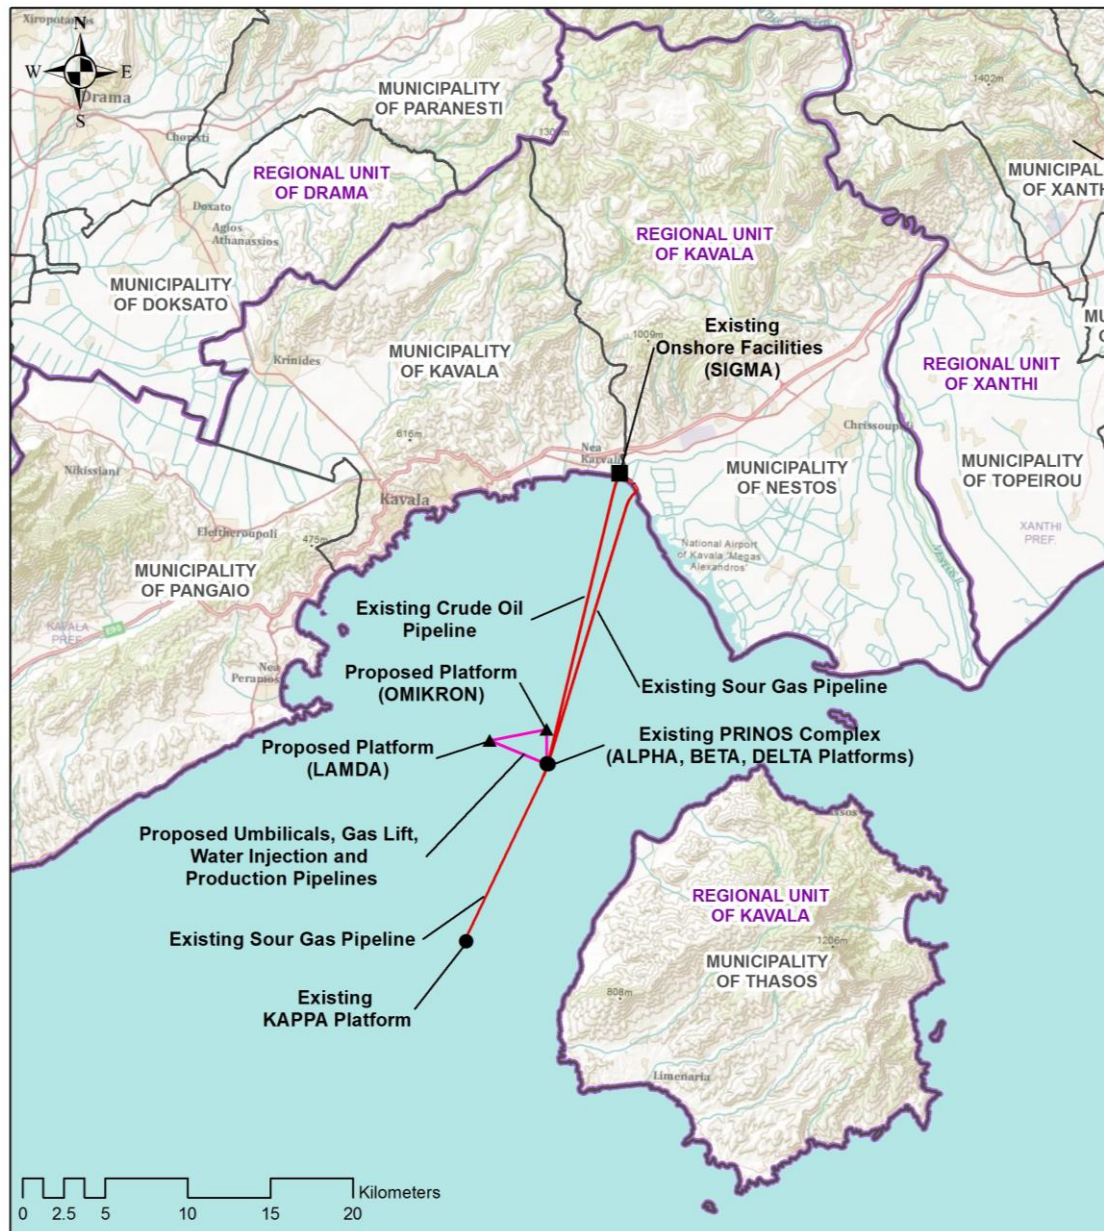 Xiropotamos
N
W
E
S
Drama
Choristi
MUNICIPALITY
OF PARANESTI
1402m
MUNICIPAL
OF XANTH
REGIONAL UNIT
OF DRAMA
Doxato
Agios
Athanassios
REGIONAL UNIT
OF KAVALA
MUNICIPALITY
OF DOKSATO
MU
Krinides
MUNICIPALITY
OF KAVALA
1009m
Existing
Onshore Facilities
(SIGMA)
REGIONAL UNIT
OF XANTHI
616m
Chrissoupoli
Nea
Karvali
Nikissiani
MUNICIPALITY
OF NESTOS
MUNICIPALITY
OF TOPEIROU
Kavala
Eleftheroupoli
475m
XANTHI
PREF.
National Airport
of Kavala "Megas
Alexandros"
NESTOS R.
MUNICIPALITY
OF PANGAIO
Existing Crude Oil
Pipeline
KAVALA
PREF.
E90
Nea
Peramos
Proposed Platform
(OMIKRON)
Existing Sour Gas Pipeline
Proposed Platform
(LAMDA)
Existing PRINOS Complex
(ALPHA, BETA, DELTA Platforms)
Proposed Umbilicals, Gas Lift,
Water Injection and
Production Pipelines
REGIONAL UNIT
OF KAVALA
Existing Sour Gas Pipeline
1206m
MUNICIPALITY
OF THASOS
808m
Existing
KAPPA Platform
Limenaria
Kilometers
0 2.5 5 10 15 20